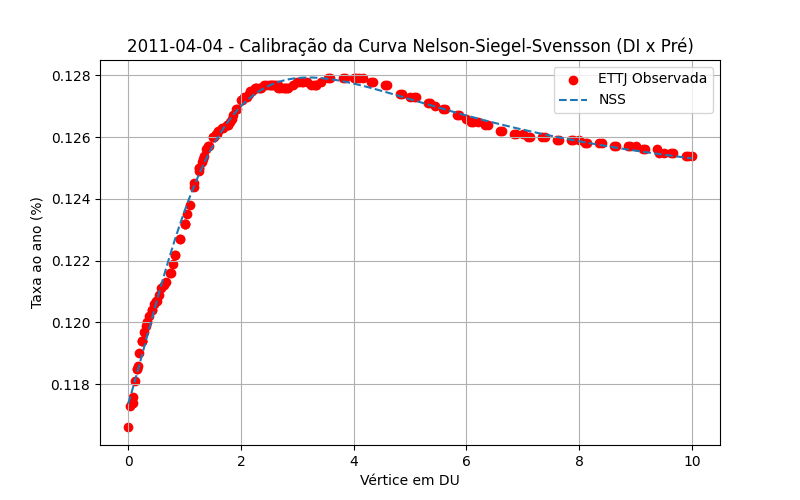 2011-04-04 - Calibração da Curva Nelson-Siegel-Svensson (DI x Pré)
ETTJ Observada
NSS
0.128
0.126
0.124
0.122
0.120
0.118
Taxa ao ano (%)
0 2 4 6 8 10
Vértice em DU